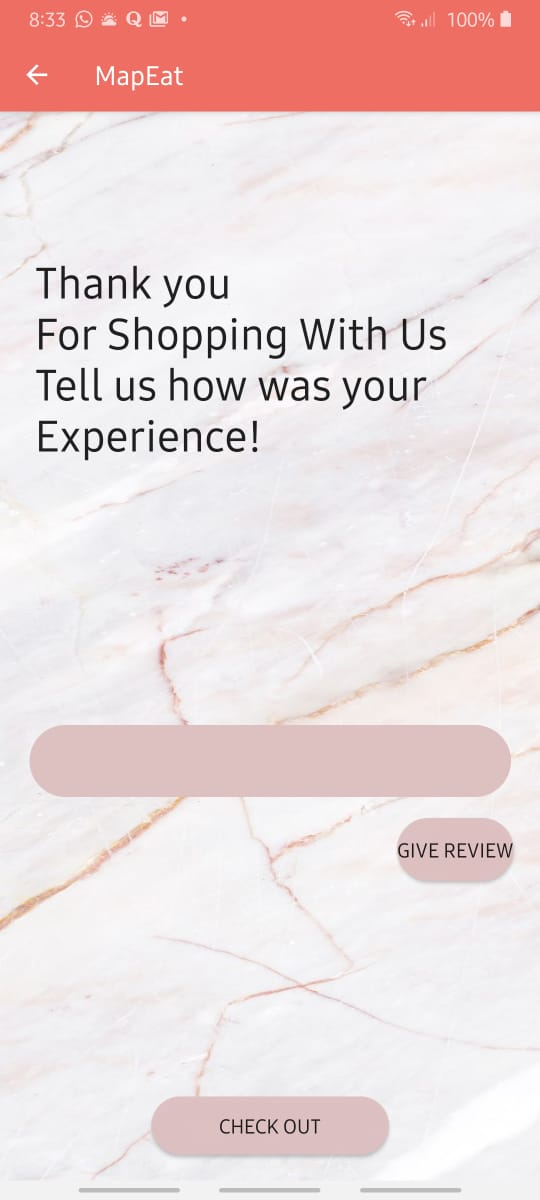 8:33
100%
MapEat
Thank you
For Shopping With Us
Tell us how was your
Experience!
GIVE REVIEW
CHECK OUT